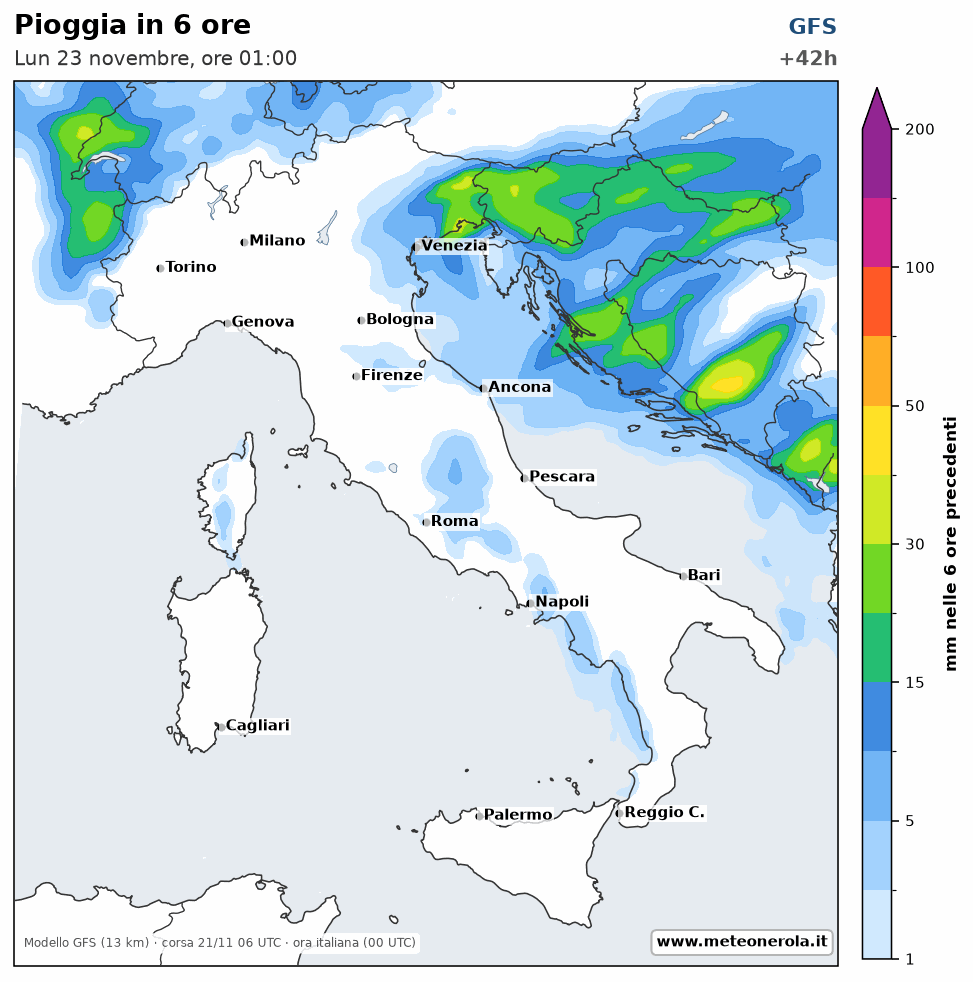 Pioggia in 6 ore
GFS
Lun 23 novembre, ore 01:00
+42h
200
100
50
30
15
5
1
mm nelle 6 ore precedenti
Milano
Venezia
Torino
Genova
Bologna
Firenze
Ancona
Pescara
Roma
Bari
Napoli
Cagliari
Palermo
Reggio C.
Modello GFS (13 km) · corsa 21/11 06 UTC · ora italiana (00 UTC)
www.meteonerola.it